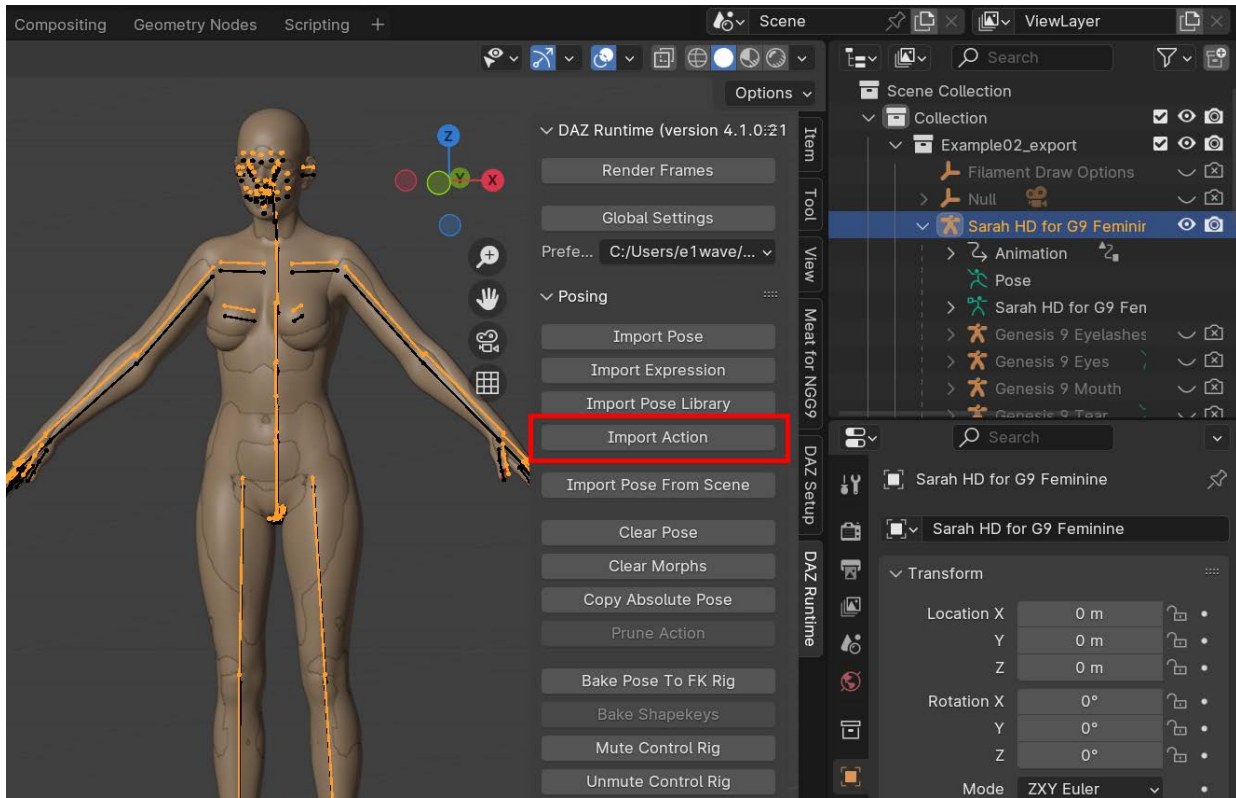 Compositing Geometry Nodes Scripting + Scene ViewLayer
Search
Options
Scene Collection
DAZ Runtime (version 4.1.0. 21
Collection
Item
Example02_export
Render Frames
Filament Draw Options
Null
Tool
Global Settings
Sarah HD for G9 Feminin
Prefe... C:/Users/e1wave/...
View
Animation
Pose
Posing
Sarah HD for G9 Fem
Meat for NGG9
Import Pose
Genesis 9 Eyelashes
Import Expression
Genesis 9 Eyes
Import Pose Library
Genesis 9 Mouth
Genesis 9 Tear
Import Action
Search
DAZ Setup
Import Pose From Scene
Sarah HD for G9 Feminine
Clear Pose
Sarah HD for G9 Feminine
Clear Morphs
DAZ Runtime
Transform
Copy Absolute Pose
Location X 0 m
Prune Action
Y 0 m
Z 0 m
Bake Pose To FK Rig
Rotation X 0°
Bake Shapekeys
Y 0°
Mute Control Rig
Z 0°
Unmute Control Rig
Mode ZXY Euler
Z
Y
X